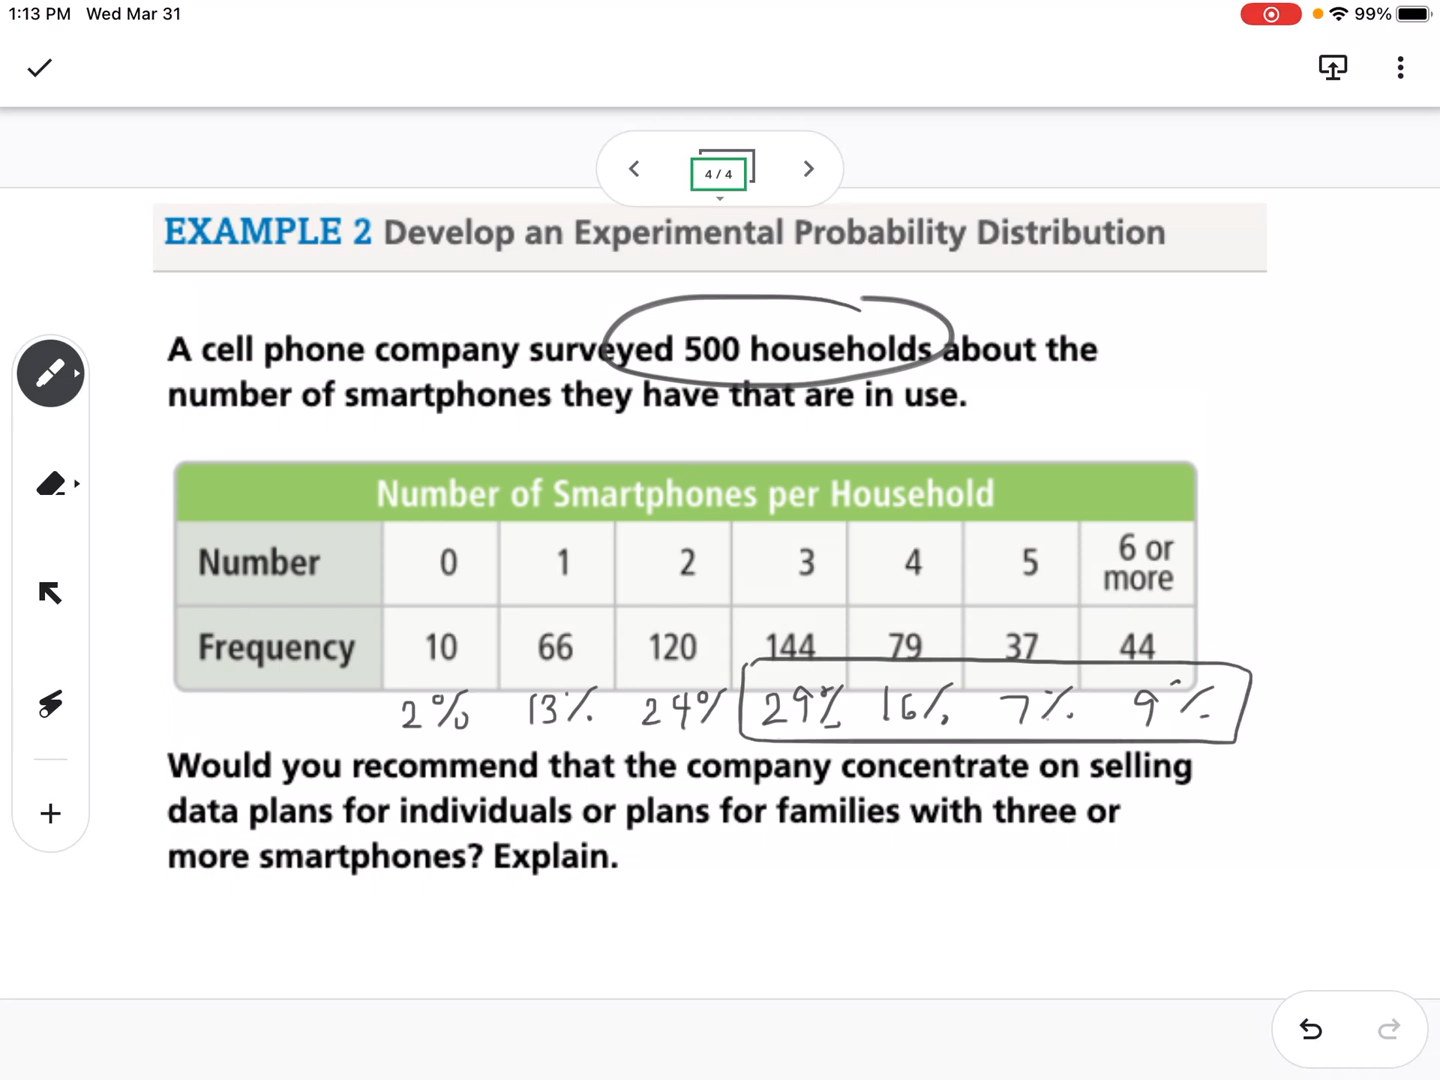 1:13 PM Wed Mar 31
99%
4 / 4
EXAMPLE 2 Develop an Experimental Probability Distribution
A cell phone company surveyed 500 households about the
number of smartphones they have that are in use.
Number of Smartphones per Household
Number 0 1 2 3 4 5 6 or more
Frequency 10 66 120 144 79 37 44
2% 13% 24% 29% 16% 7% 9%
Would you recommend that the company concentrate on selling
data plans for individuals or plans for families with three or
more smartphones? Explain.